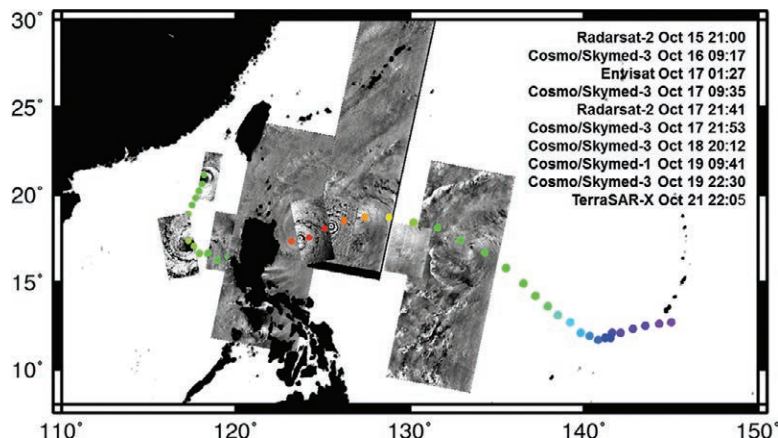 30°
Radarsat-2 Oct 15 21:00
Cosmo/Skymed-3 Oct 16 09:17
Envisat Oct 17 01:27
Cosmo/Skymed-3 Oct 17 09:35
Radarsat-2 Oct 17 21:41
Cosmo/Skymed-3 Oct 17 21:53
Cosmo/Skymed-3 Oct 18 20:12
Cosmo/Skymed-1 Oct 19 09:41
Cosmo/Skymed-3 Oct 19 22:30
TerraSAR-X Oct 21 22:05
25°
20°
15°
10°
110° 120° 130° 140° 150°